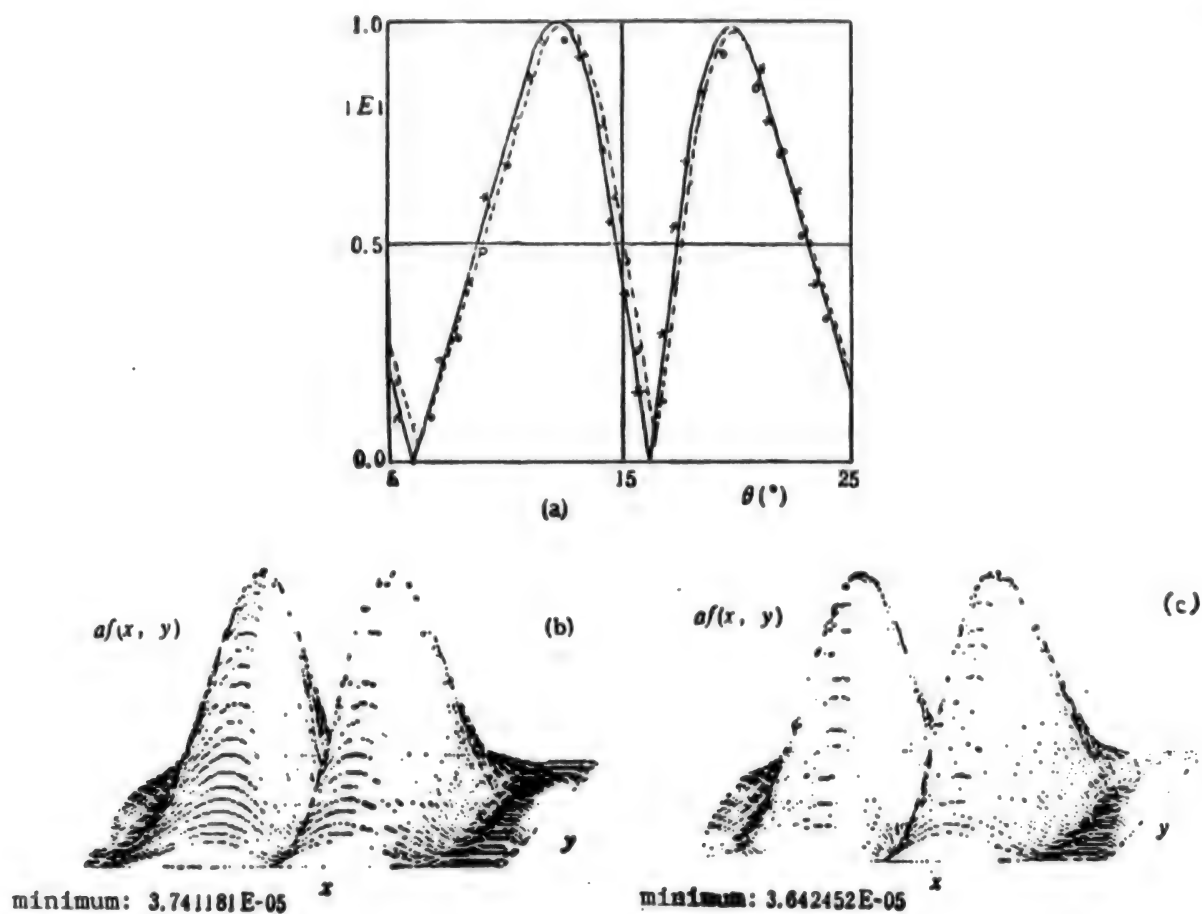 1.0
|E|
0.5
0.0
5
15
25
θ(°)
(a)
af(x, y)
(b)
y
x
minimum: 3.741181E-05
af(x, y)
(c)
y
x
minimum: 3.642452E-05